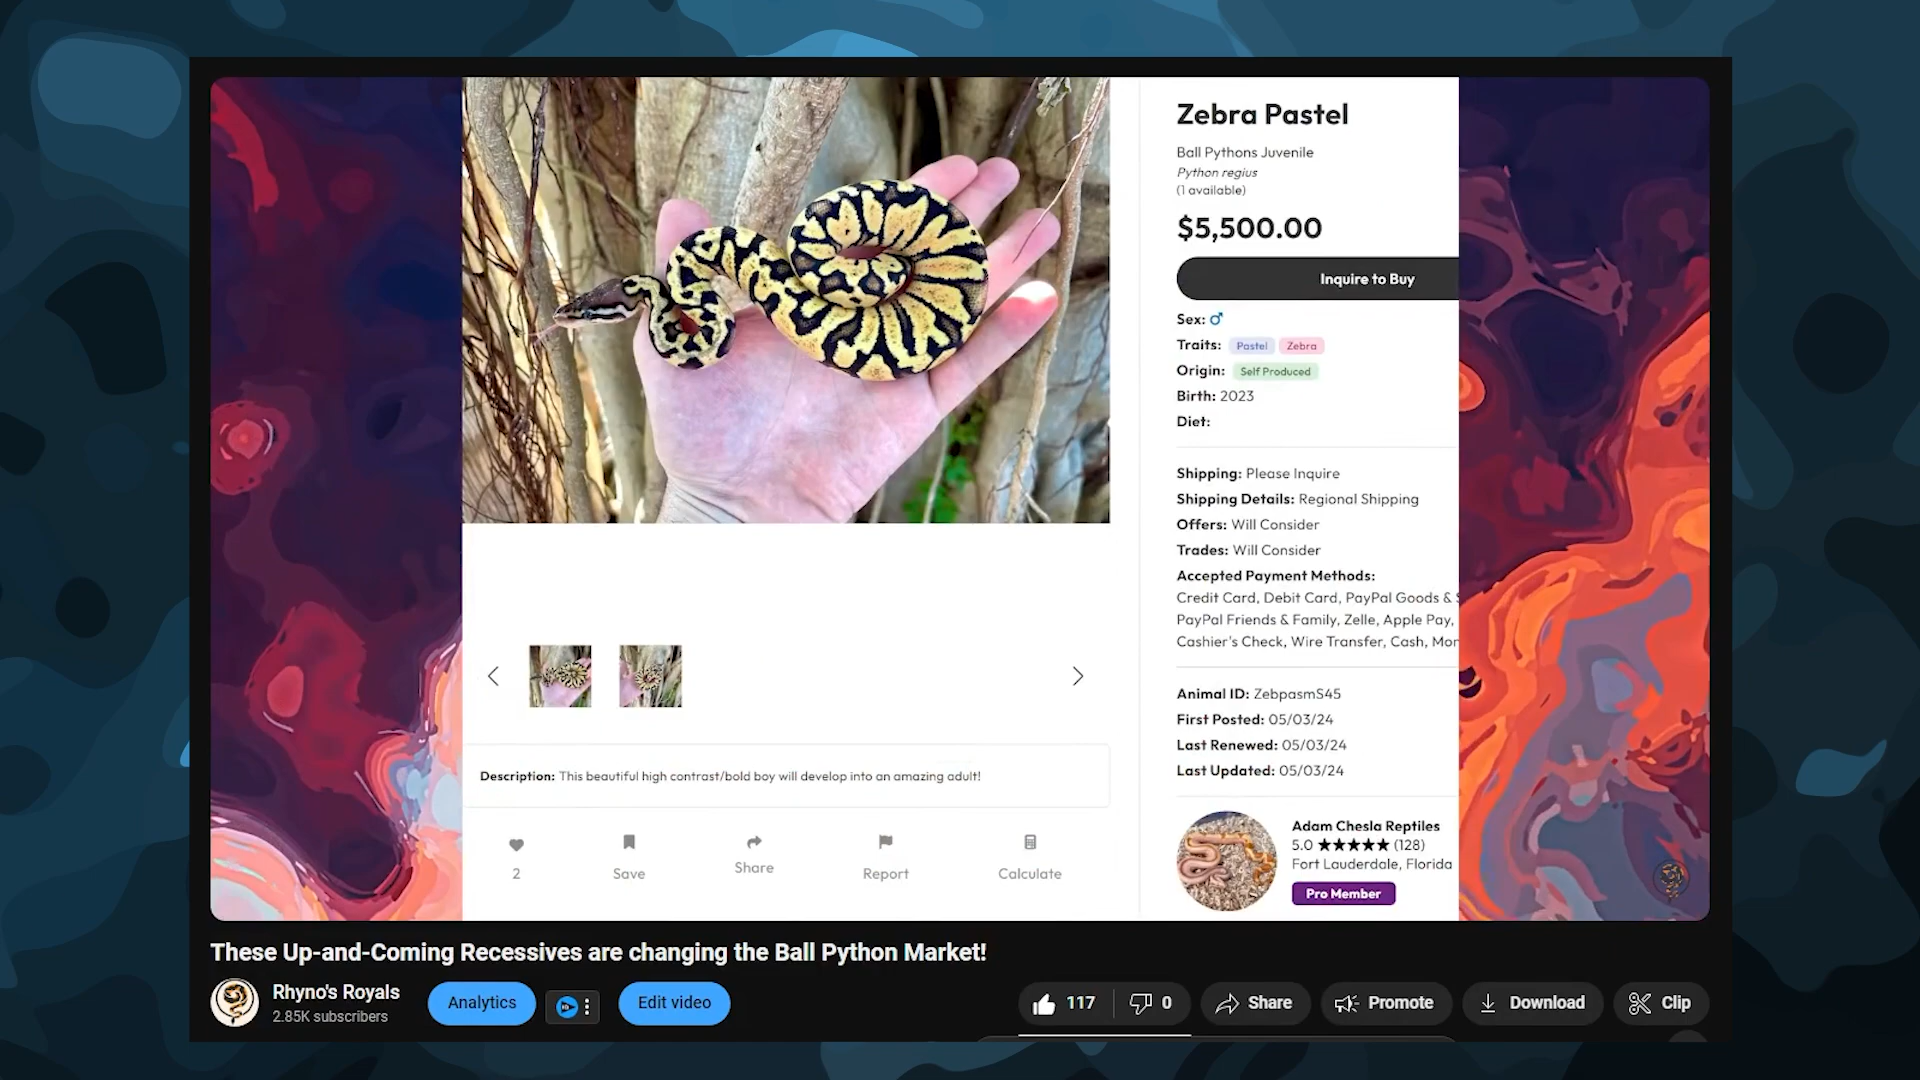 Zebra Pastel
Ball Pythons Juvenile
Python regius
(1 available)
$5,500.00
Inquire to Buy
Sex:
Traits: Pastel Zebra
Origin: Self Produced
Birth: 2023
Diet:
Shipping: Please Inquire
Shipping Details: Regional Shipping
Offers: Will Consider
Trades: Will Consider
Accepted Payment Methods:
Credit Card, Debit Card, PayPal Goods &
PayPal Friends & Family, Zelle, Apple Pay,
Cashier's Check, Wire Transfer, Cash, Mor
Animal ID: ZebpasmS45
First Posted: 05/03/24
Last Renewed: 05/03/24
Last Updated: 05/03/24
Adam Chesla Reptiles
5.0 ★★★★★ (128)
Fort Lauderdale, Florida
Pro Member
Description: This beautiful high contrast/bold boy will develop into an amazing adult!
2
Save
Share
Report
Calculate
These Up-and-Coming Recessives are changing the Ball Python Market!
Rhyno's Royals
2.85K subscribers
Analytics
Edit video
117
0
Share
Promote
Download
Clip